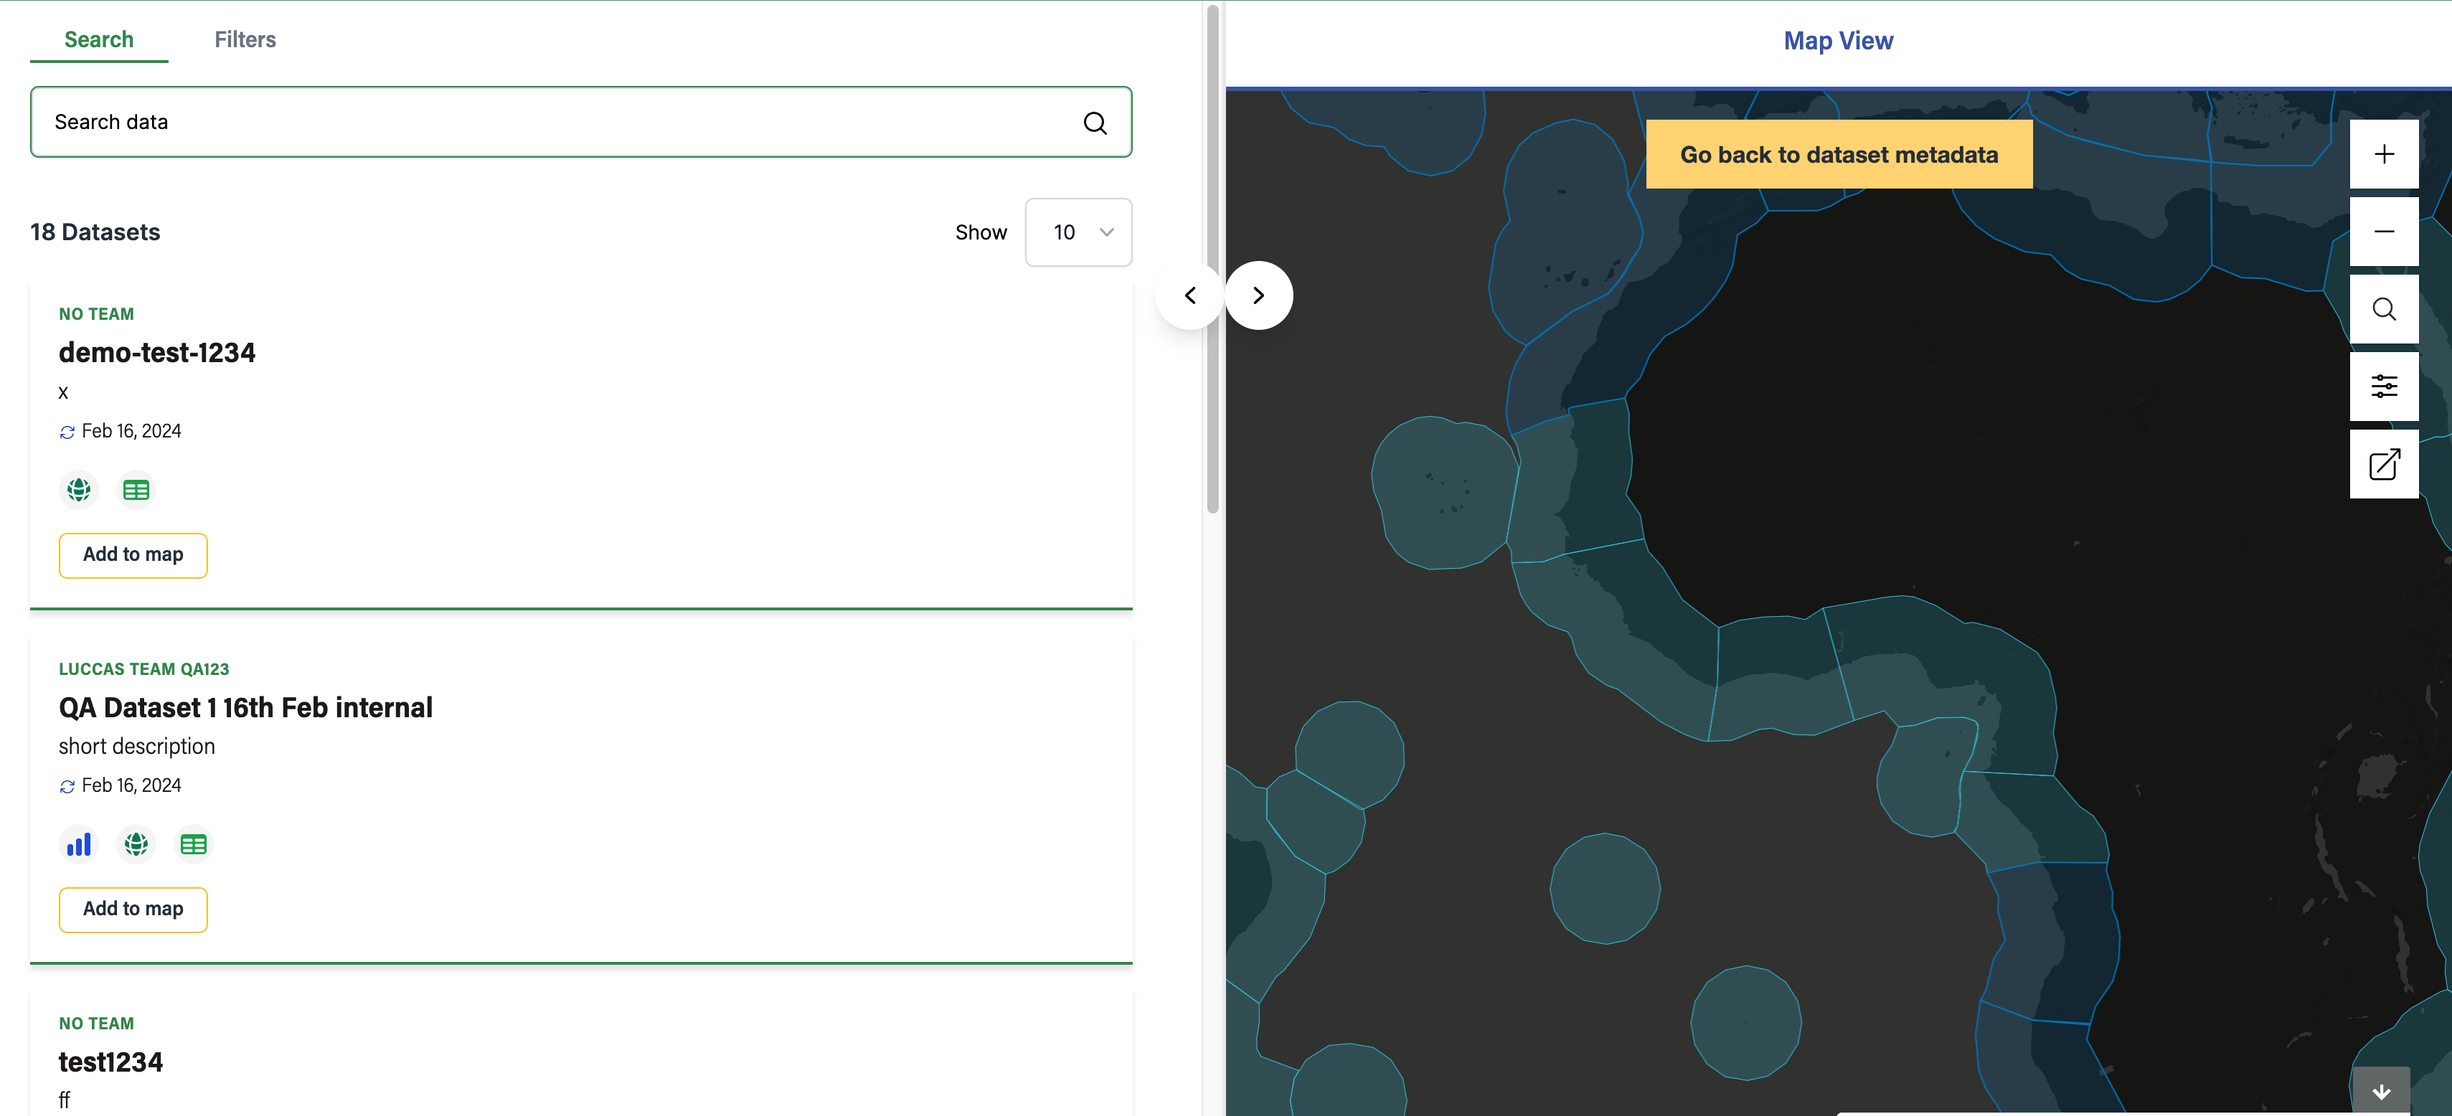 Search
Filters
Search data
18 Datasets
Show
10
NO TEAM
demo-test-1234
x
Feb 16, 2024
Add to map
LUCCAS TEAM QA123
QA Dataset 1 16th Feb internal
short description
Feb 16, 2024
Add to map
NO TEAM
test1234
ff
Map View
Go back to dataset metadata